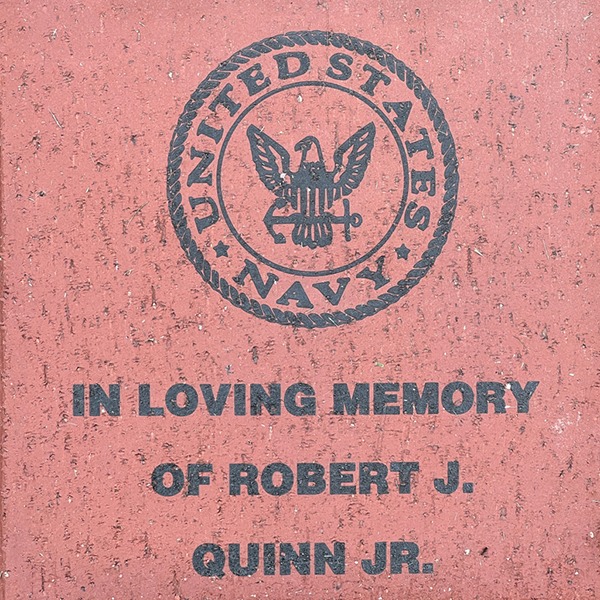 UNITED STATES
NAVY
IN LOVING MEMORY
OF ROBERT J.
QUINN JR.